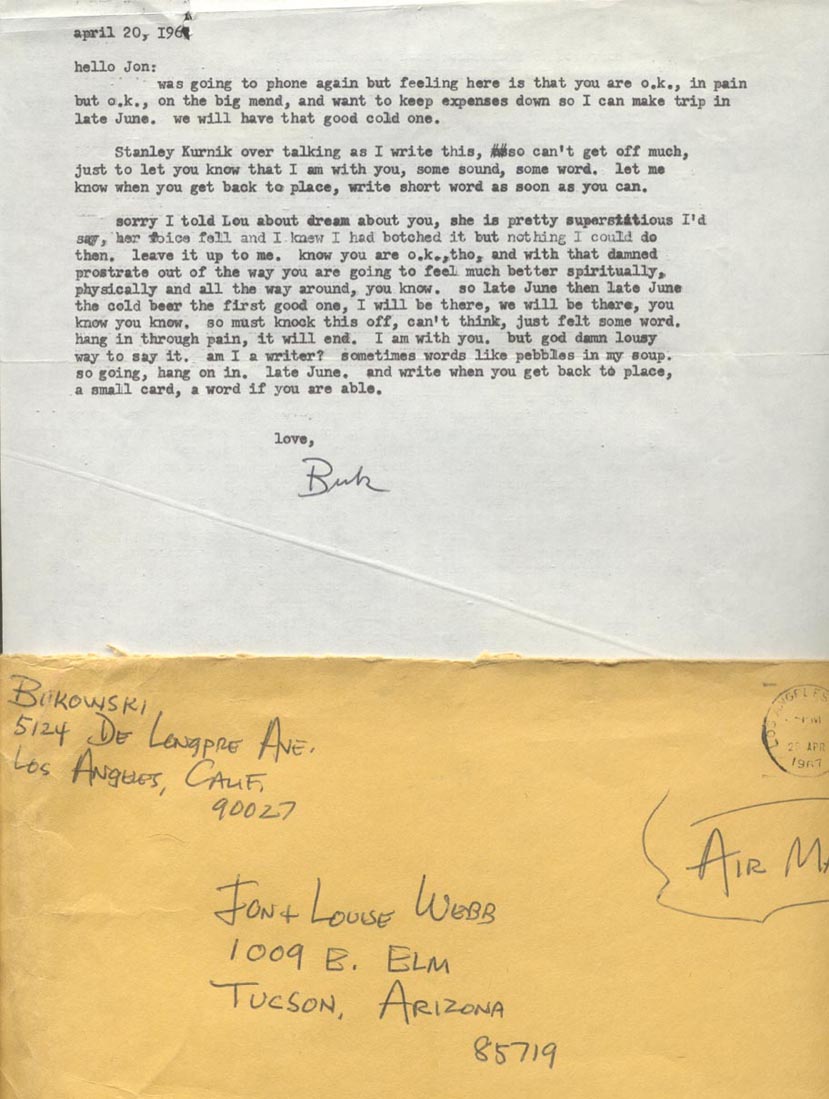 april 20, 196
hello Jon:
was going to phone again but feeling here is that you are o.k., in pain
but o.k., on the big mend, and want to keep expenses down so I can make trip in
late June. we will have that good cold one.
Stanley Kurnik over talking as I write this, so can't get off much,
just to let you know that I am with you, some sound, some word. let me
know when you get back to place, write short word as soon as you can.
sorry I told Lou about dream about you, she is pretty superstitious I'd
say, her voice fell and I knew I had botched it but nothing I could do
then. leave it up to me. know you are o.k.,tho, and with that damned
prostrate out of the way you are going to feel much better spiritually,
physically and all the way around, you know. so late June then late June
the cold beer the first good one, I will be there, we will be there, you
know you know. so must knock this off, can't think, just felt some word.
hang in through pain, it will end. I am with you. but god damn lousy
way to say it. am I a writer? sometimes words like pebbles in my soup.
so going, hang on in. late June. and write when you get back to place,
a small card, a word if you are able.
love,
Buk
BUKOWSKI
5124 DE LONGPRE AVE.
LOS ANGELES, CALIF.
90027
LOS ANGELES
APR
1967
AIR MA
JON + LOUISE WEBB
1009 E. ELM
TUCSON, ARIZONA
85719